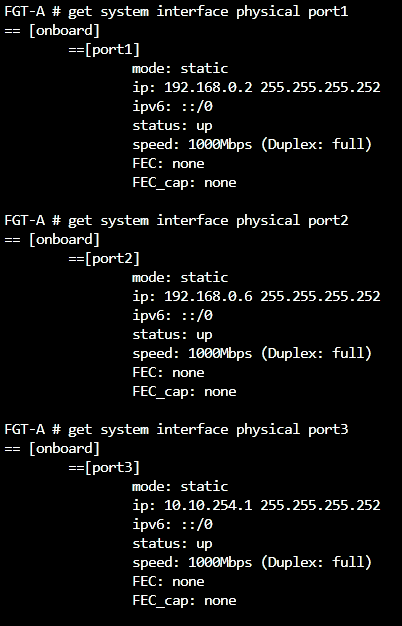 FGT-A # get system interface physical port1
== [onboard]
==[port1]
mode: static
ip: 192.168.0.2 255.255.255.252
ipv6: ::/0
status: up
speed: 1000Mbps (Duplex: full)
FEC: none
FEC_cap: none
FGT-A # get system interface physical port2
== [onboard]
==[port2]
mode: static
ip: 192.168.0.6 255.255.255.252
ipv6: ::/0
status: up
speed: 1000Mbps (Duplex: full)
FEC: none
FEC_cap: none
FGT-A # get system interface physical port3
== [onboard]
==[port3]
mode: static
ip: 10.10.254.1 255.255.255.252
ipv6: ::/0
status: up
speed: 1000Mbps (Duplex: full)
FEC: none
FEC_cap: none